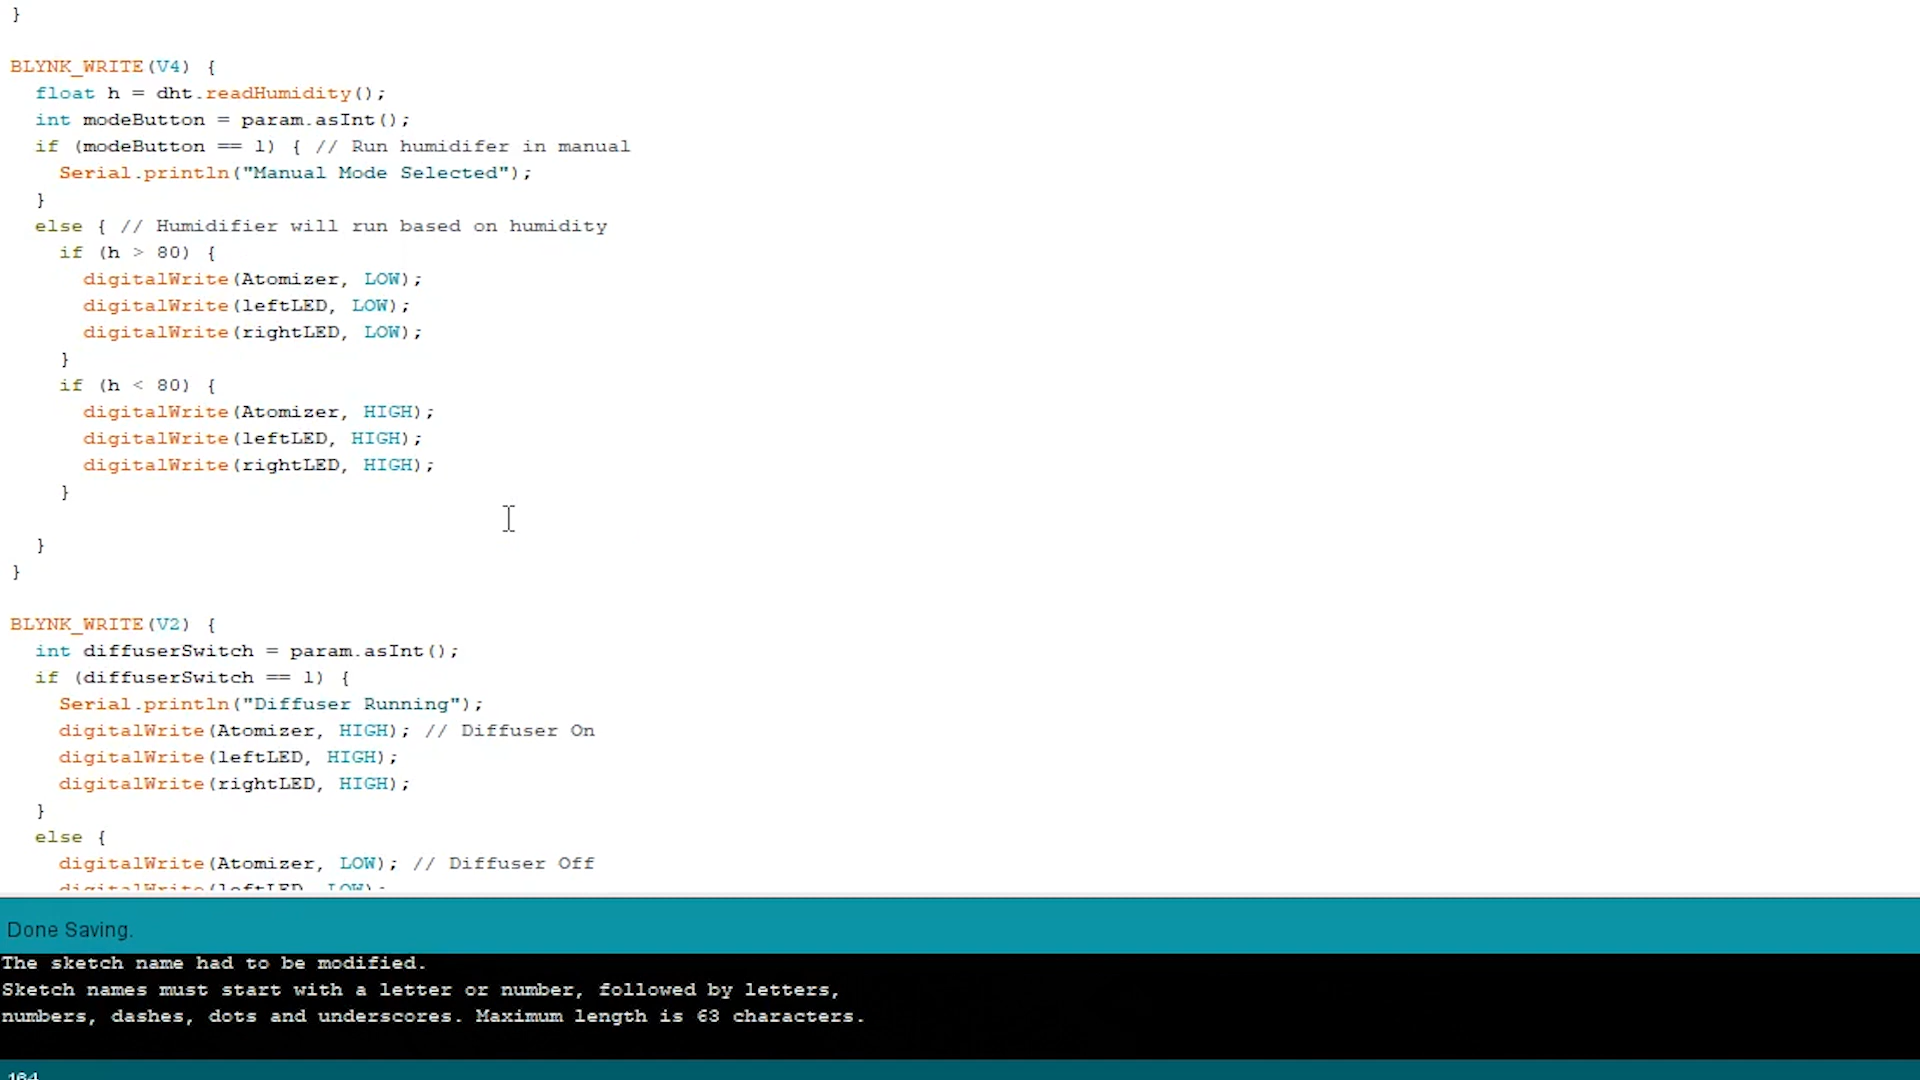 }
BLYNK_WRITE(V4) {
float h = dht.readHumidity();
int modeButton = param.asInt();
if (modeButton == 1) { // Run humidifer in manual
Serial.println("Manual Mode Selected");
}
else { // Humidifier will run based on humidity
if (h > 80) {
digitalWrite(Atomizer, LOW);
digitalWrite(leftLED, LOW);
digitalWrite(rightLED, LOW);
}
if (h < 80) {
digitalWrite(Atomizer, HIGH);
digitalWrite(leftLED, HIGH);
digitalWrite(rightLED, HIGH);
}
}
}
BLYNK_WRITE(V2) {
int diffuserSwitch = param.asInt();
if (diffuserSwitch == 1) {
Serial.println("Diffuser Running");
digitalWrite(Atomizer, HIGH); // Diffuser On
digitalWrite(leftLED, HIGH);
digitalWrite(rightLED, HIGH);
}
else {
digitalWrite(Atomizer, LOW); // Diffuser Off
digitalWrite(leftLED, LOW);
Done Saving.
The sketch name had to be modified.
Sketch names must start with a letter or number, followed by letters,
numbers, dashes, dots and underscores. Maximum length is 63 characters.
164